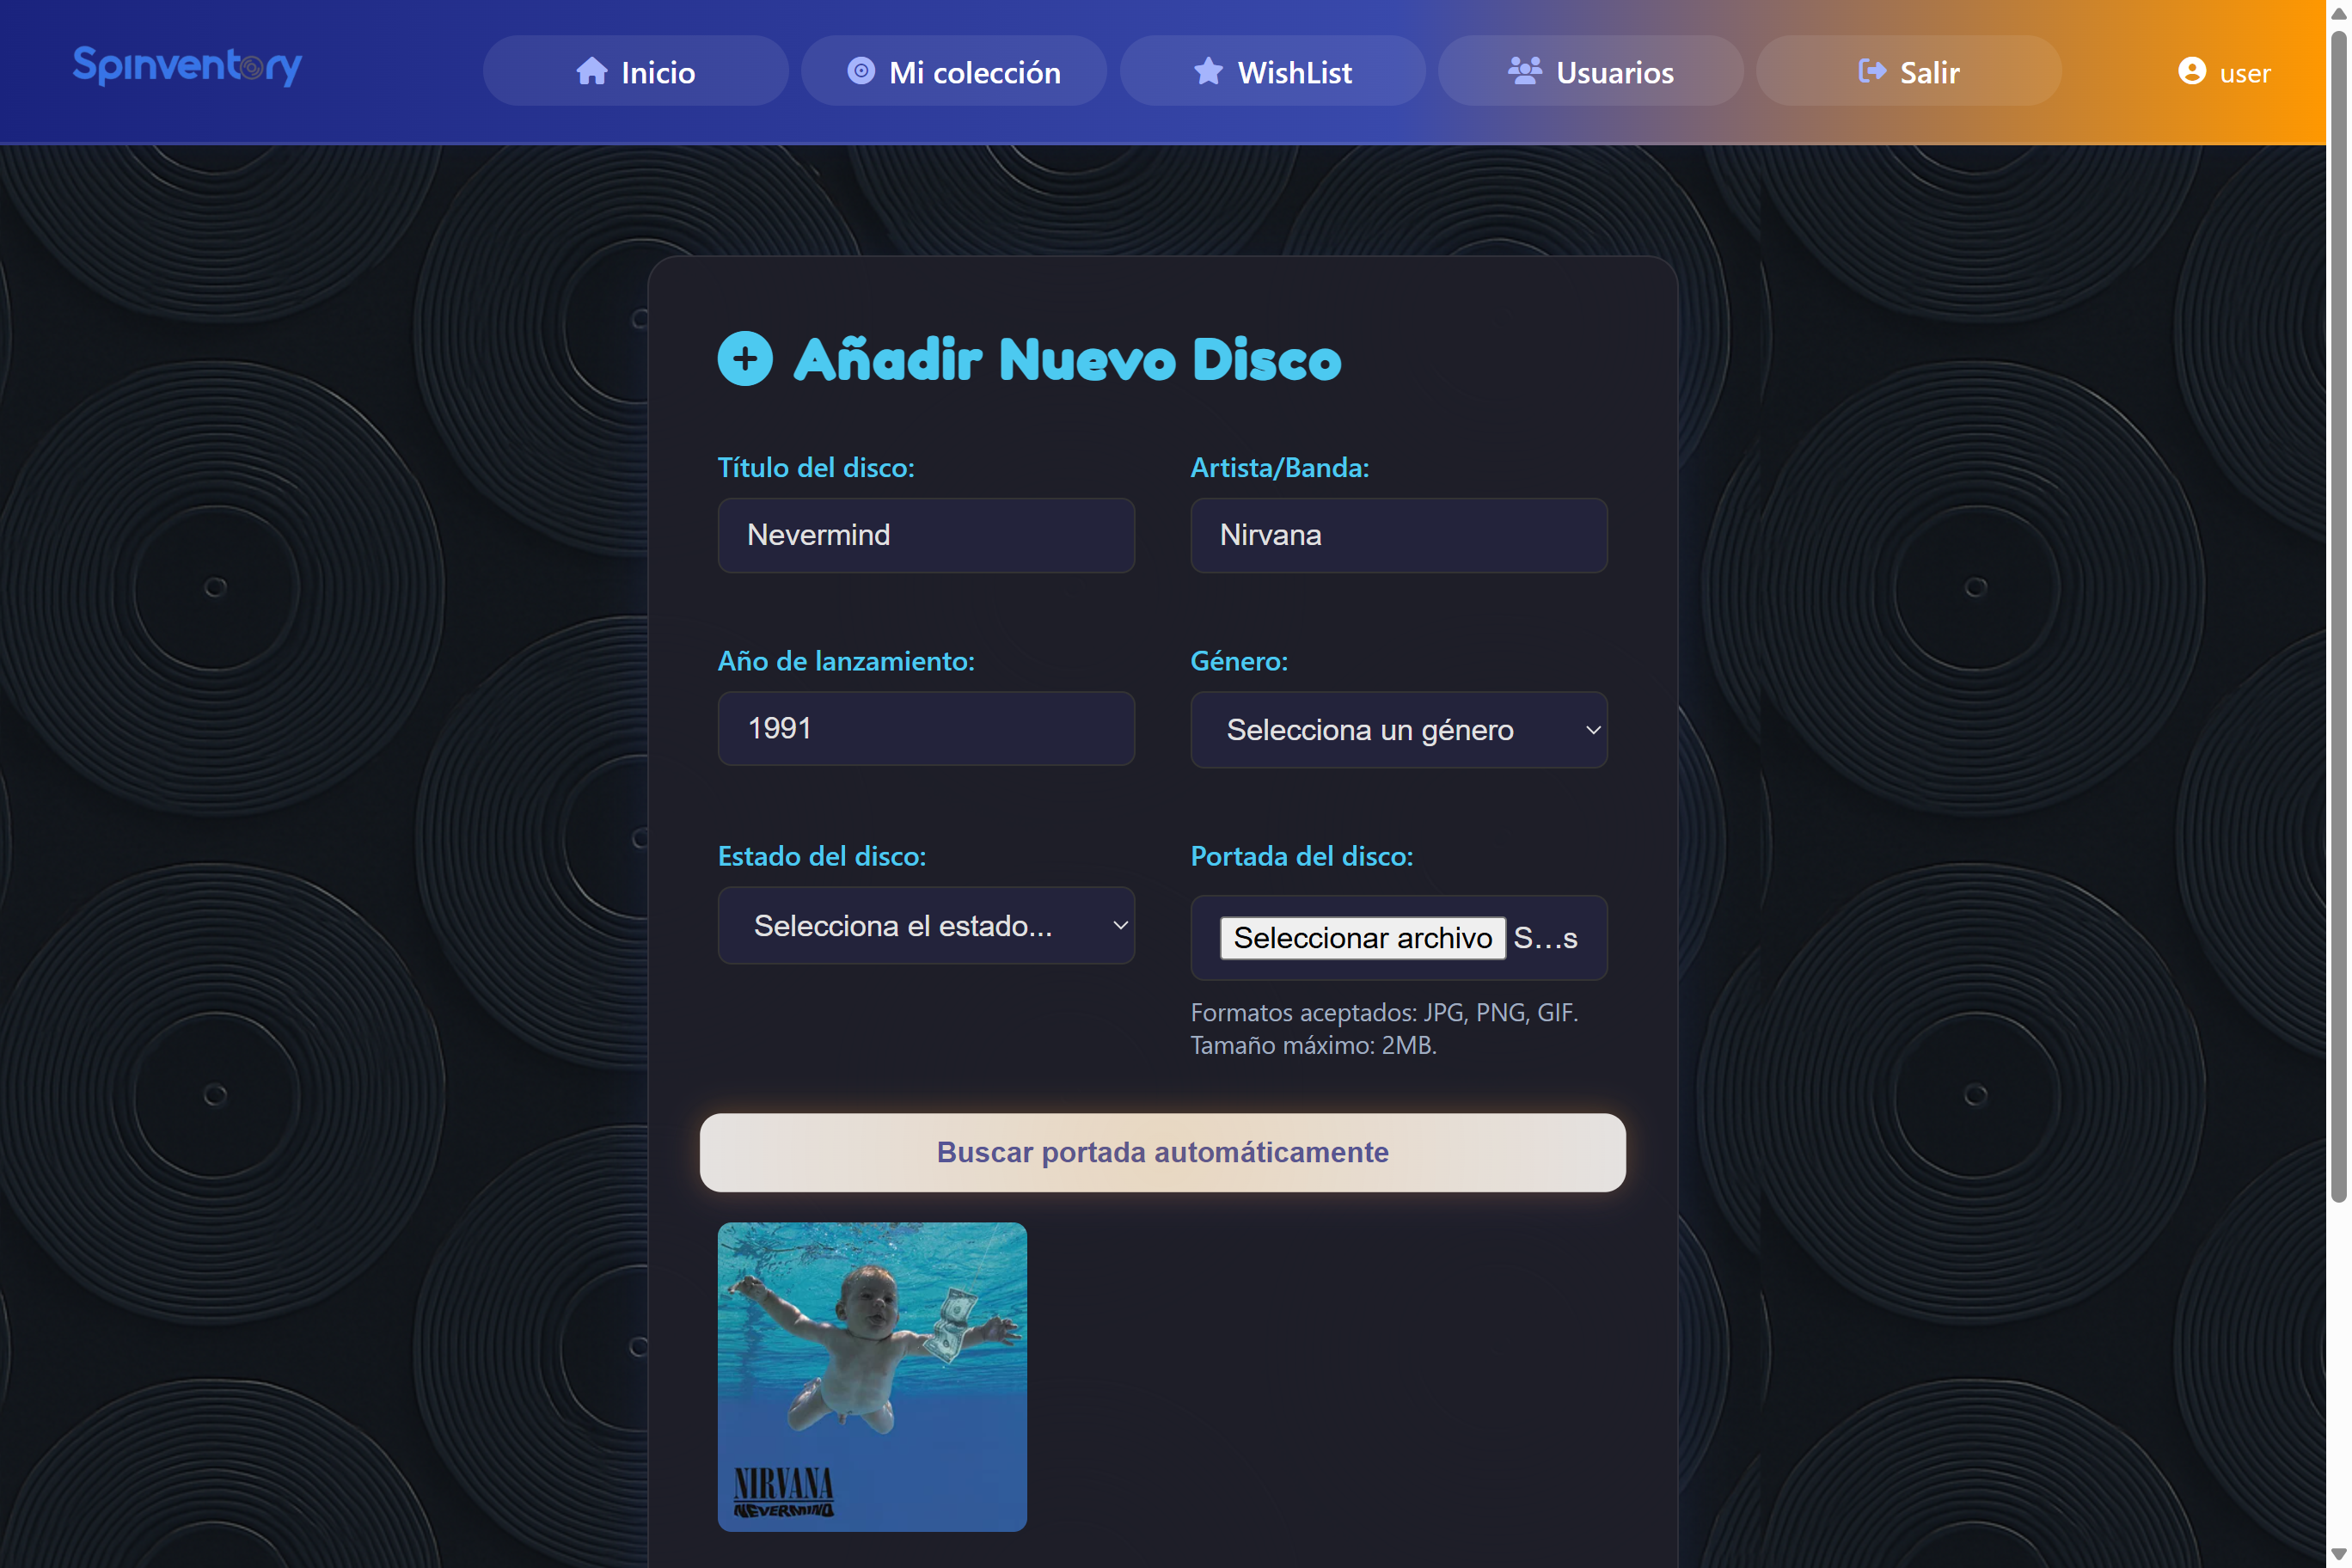 Spinventory
Inicio
Mi colección
WishList
Usuarios
Salir
user
Añadir Nuevo Disco
Título del disco:
Artista/Banda:
Nevermind
Nirvana
Año de lanzamiento:
Género:
1991
Selecciona un género
Estado del disco:
Portada del disco:
Selecciona el estado...
Seleccionar archivo S...s
Formatos aceptados: JPG, PNG, GIF.
Tamaño máximo: 2MB.
Buscar portada automáticamente
NIRVANA
NEVERMIND